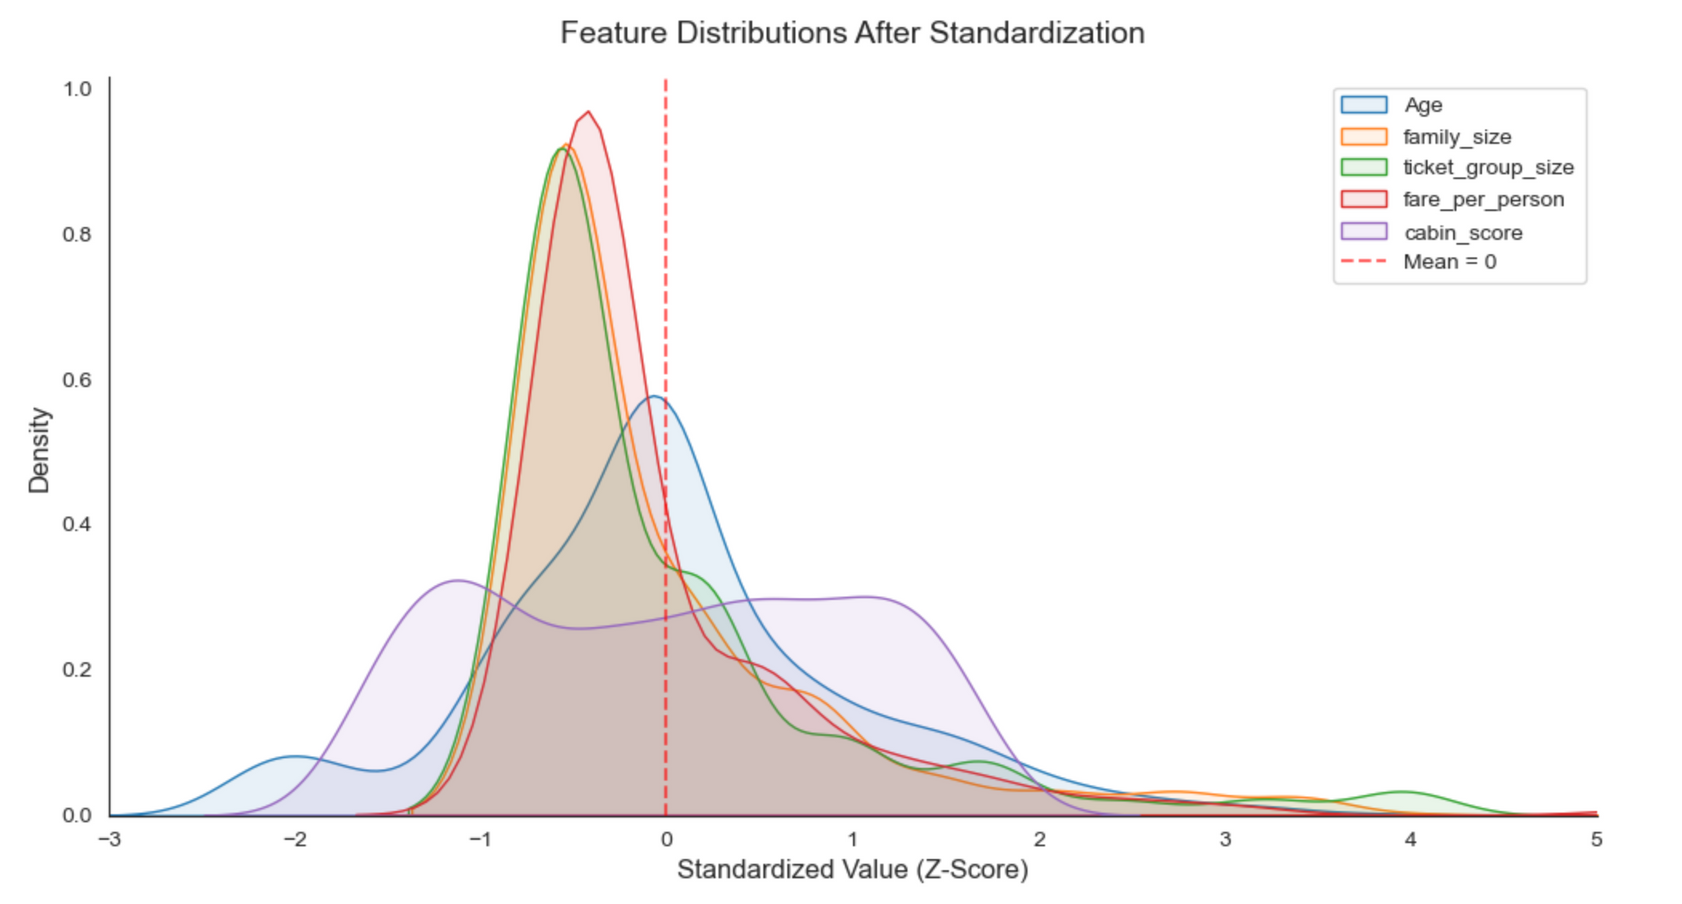 Feature Distributions After Standardization
1.0
0.8
0.6
0.4
0.2
0.0
Density
−3 −2 −1 0 1 2 3 4 5
Standardized Value (Z-Score)
Age
family_size
ticket_group_size
fare_per_person
cabin_score
Mean = 0